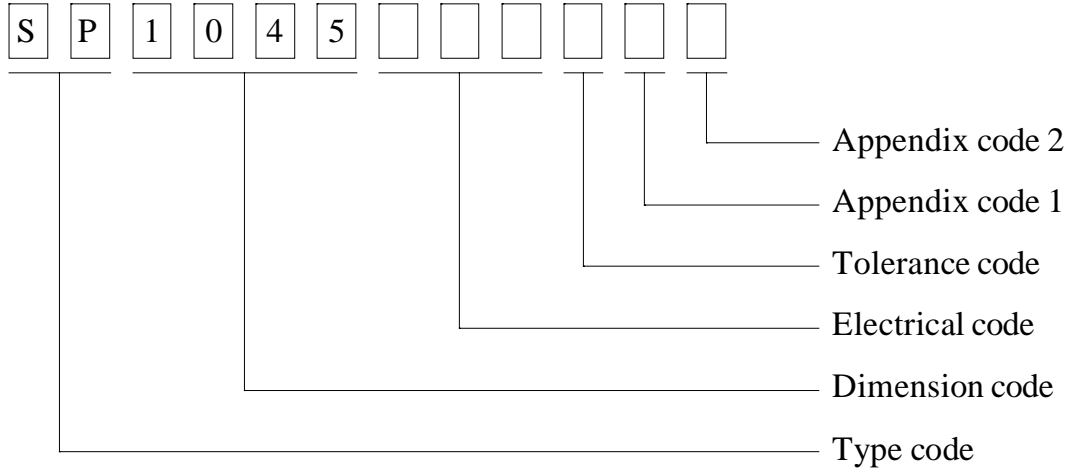 S P 1 0 4 5
Appendix code 2
Appendix code 1
Tolerance code
Electrical code
Dimension code
Type code